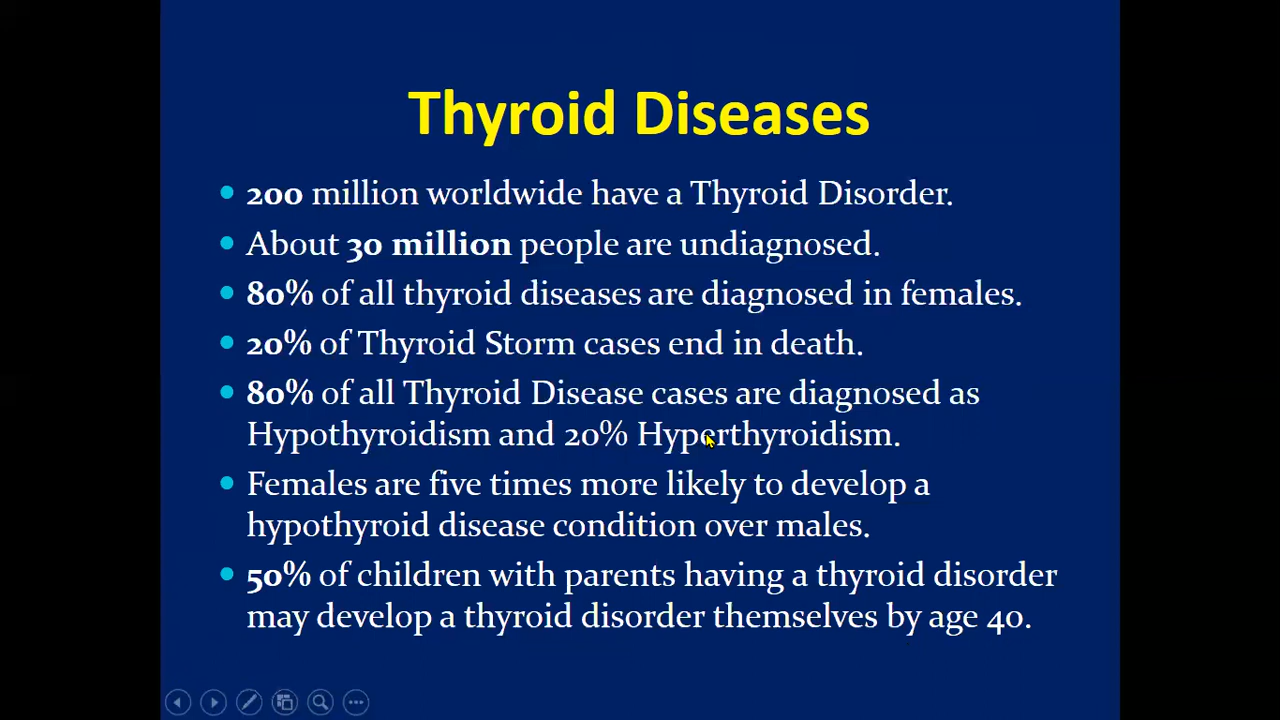 Thyroid Diseases
200 million worldwide have a Thyroid Disorder.
About 30 million people are undiagnosed.
80% of all thyroid diseases are diagnosed in females.
20% of Thyroid Storm cases end in death.
80% of all Thyroid Disease cases are diagnosed as
Hypothyroidism and 20% Hyperthyroidism.
Females are five times more likely to develop a
hypothyroid disease condition over males.
50% of children with parents having a thyroid disorder
may develop a thyroid disorder themselves by age 40.